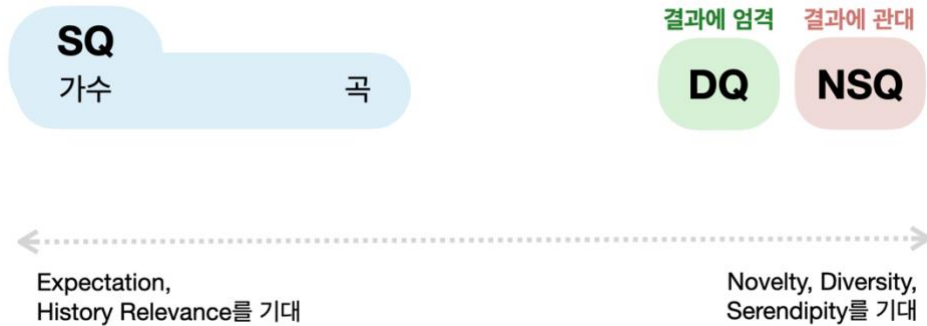 SQ
가수 곡
결과에 엄격 결과에 관대
DQ NSQ
Expectation,
History Relevance를 기대
Novelty, Diversity,
Serendipity를 기대